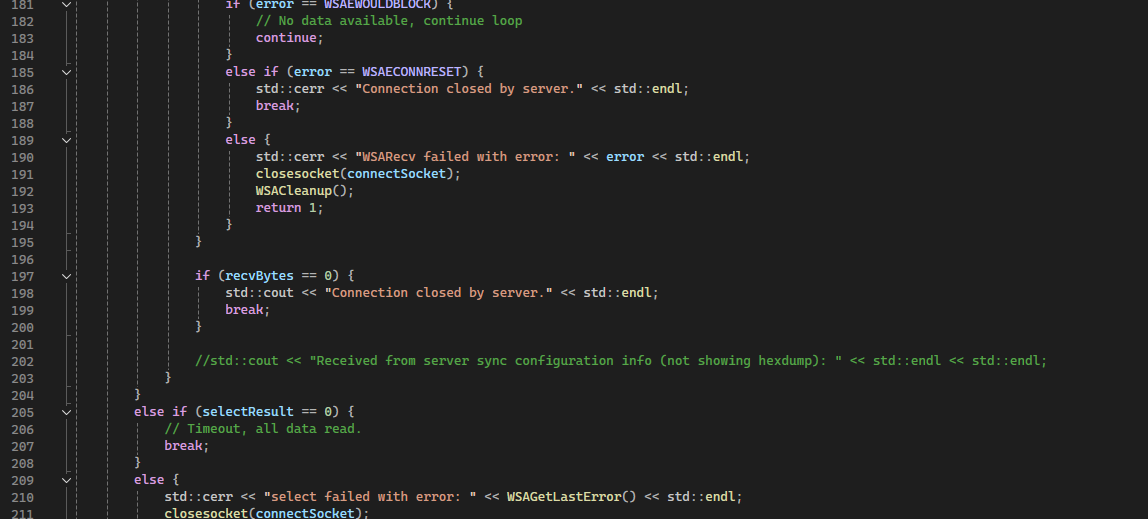 181 if (error == WSAEWOULDBLOCK) {
182 // No data available, continue loop
183 continue;
184 }
185 else if (error == WSAECONNRESET) {
186 std::cerr << "Connection closed by server." << std::endl;
187 break;
188 }
189 else {
190 std::cerr << "WSARecv failed with error: " << error << std::endl;
191 closesocket(connectSocket);
192 WSACleanup();
193 return 1;
194 }
195 }
196
197 if (recvBytes == 0) {
198 std::cout << "Connection closed by server." << std::endl;
199 break;
200 }
201
202 //std::cout << "Received from server sync configuration info (not showing hexdump): " << std::endl << std::endl;
203 }
204 }
205 else if (selectResult == 0) {
206 // Timeout, all data read.
207 break;
208 }
209 else {
210 std::cerr << "select failed with error: " << WSAGetLastError() << std::endl;
211 closesocket(connectSocket);